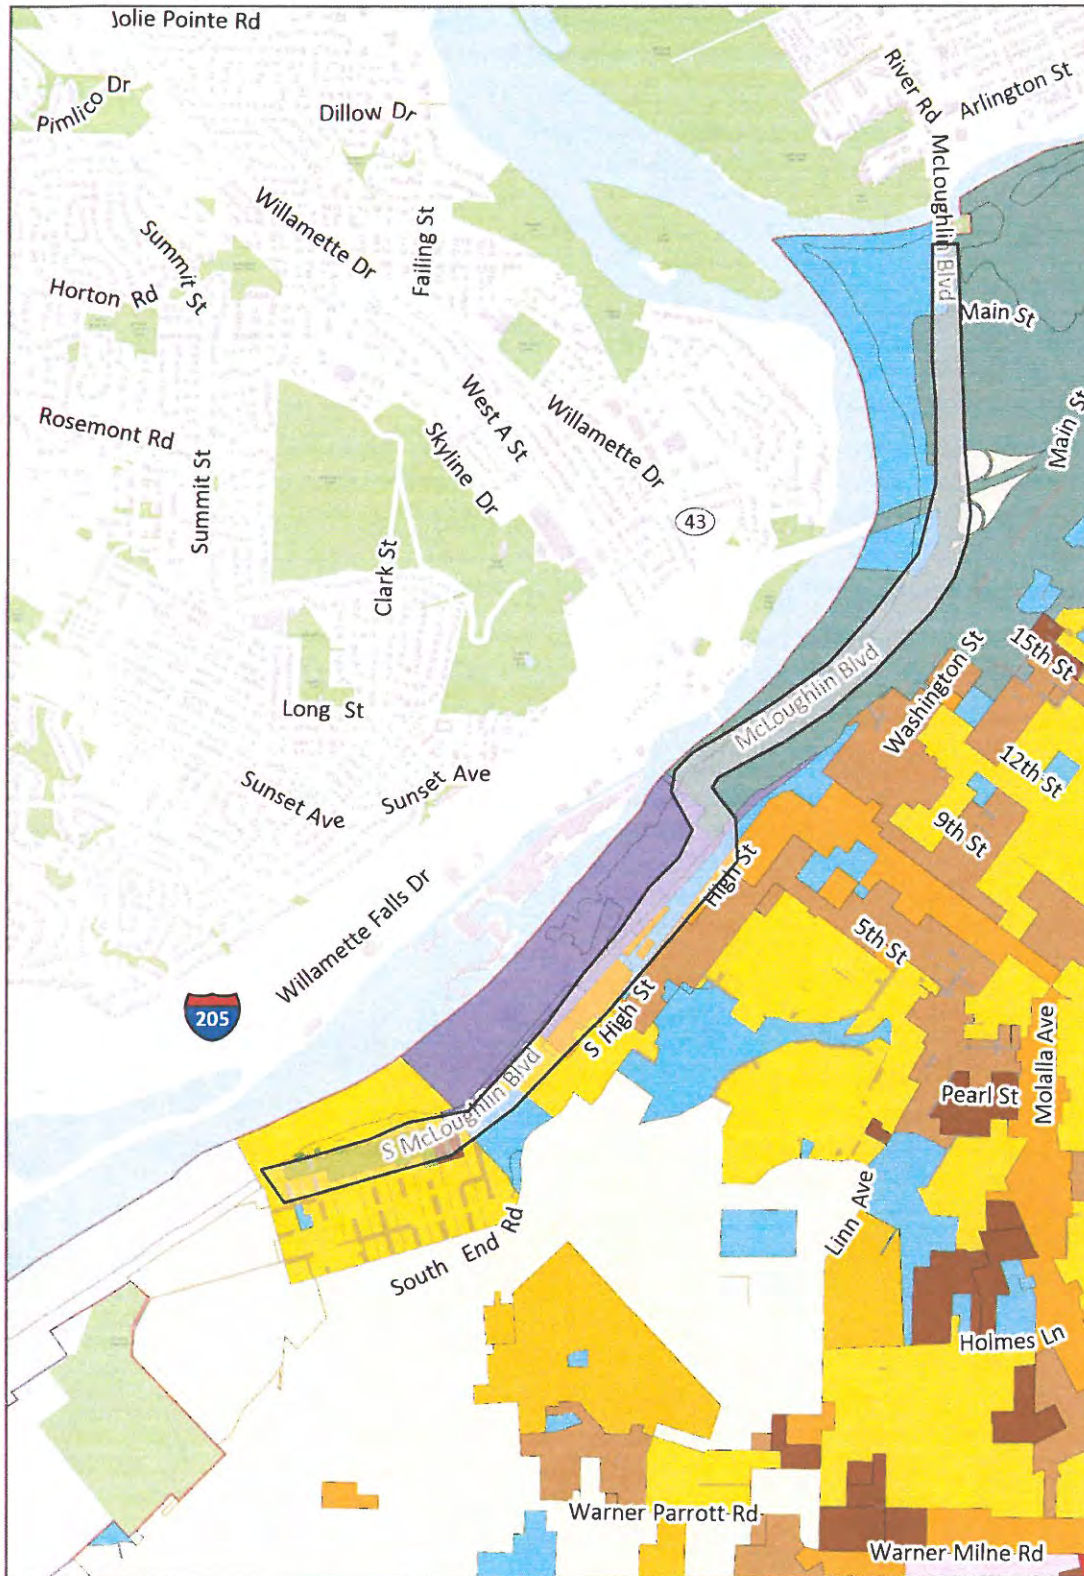 Jolie Pointe Rd
Pimlico Dr
Dillow Dr
River Rd
Arlington St
McLoughlin Blvd
Willamette Dr
Failing St
Summit St
Horton Rd
McLoughlin Blvd
Main St
West A St
Willamette Dr
Rosemont Rd
Skyline Dr
Main St
Summit St
43
Clark St
15th St
Washington St
McLoughlin Blvd
Long St
12th St
Sunset Ave
Sunset Ave
9th St
High St
Willamette Falls Dr
5th St
205
S High St
Molalla Ave
S McLoughlin Blvd
Pearl St
Linn Ave
South End Rd
Holmes Ln
Warner Parrott Rd
Warner Milne Rd